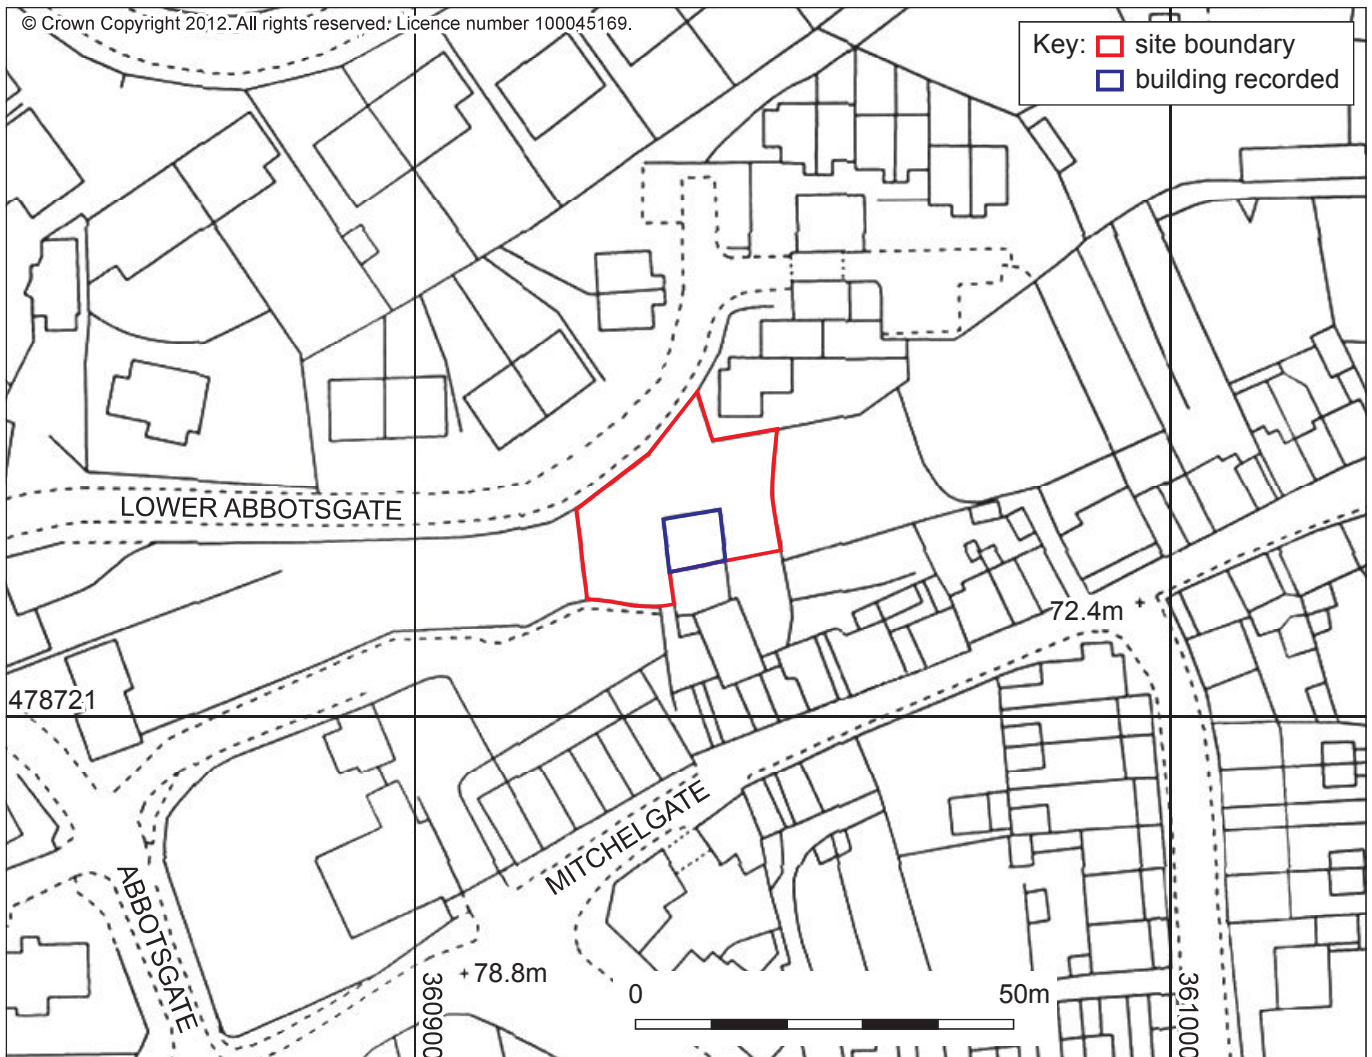 © Crown Copyright 2012. All rights reserved. Licence number 100045169.
Key: site boundary
building recorded
LOWER ABBOTSGATE
72.4m
478721
MITCHELGATE
ABBOTSGATE
78.8m
360900
0 50m
361000